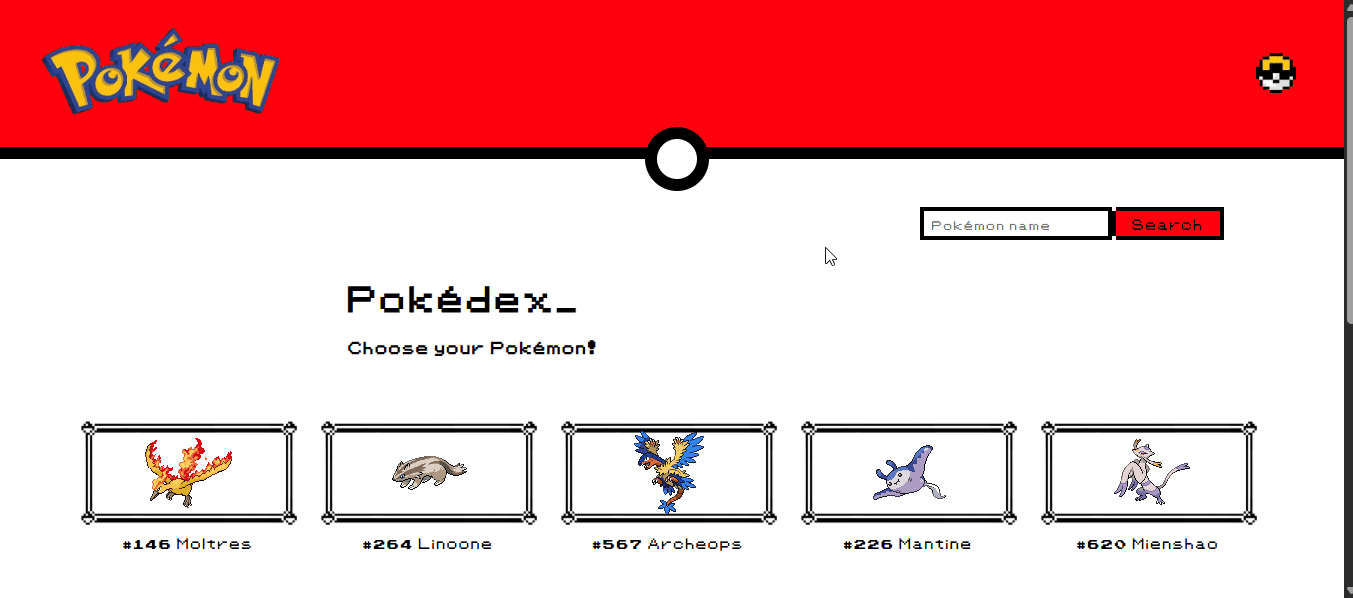 POKéMON
Pokémon name
Search
Pokédex_
Choose your Pokémon!
#146 Moltres
#264 Linoone
#567 Archeops
#226 Mantine
#620 Mienshao